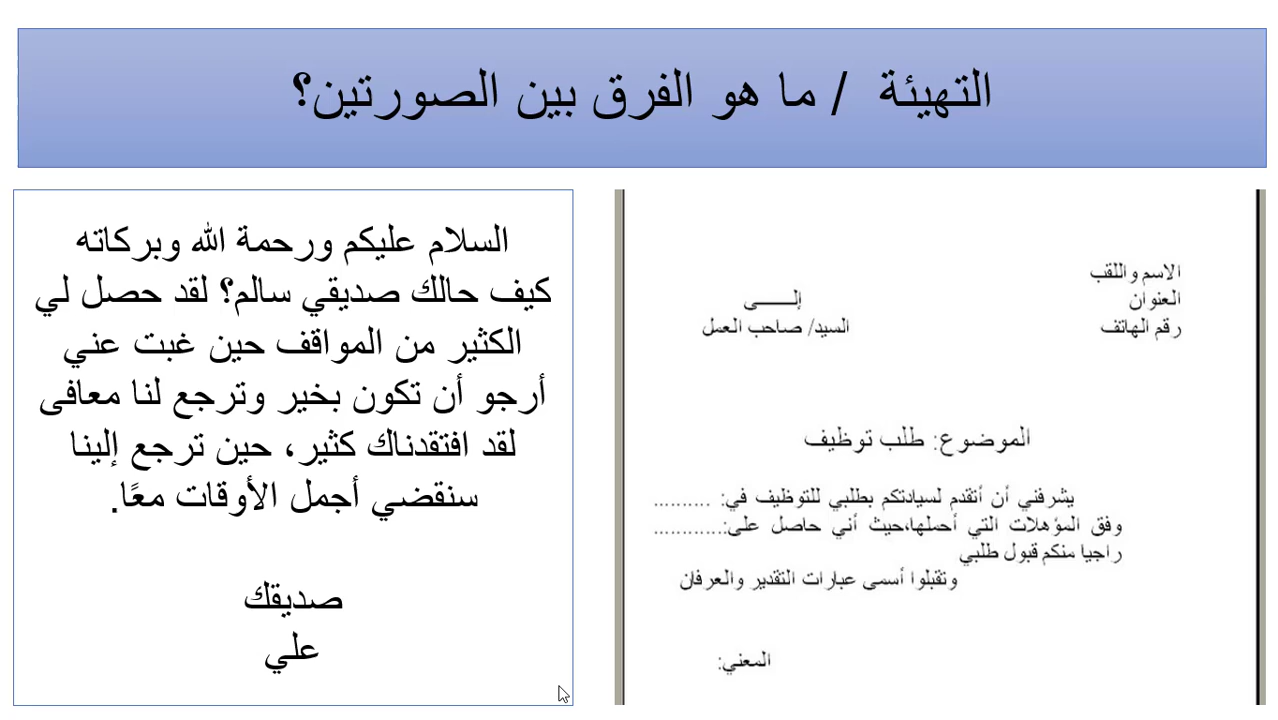 التهيئة / ما هو الفرق بين الصورتين؟
الاسم واللقب
العنوان
إلــــــى
رقم الهاتف
السيد/ صاحب العمل
الموضوع: طلب توظيف
يشرفني أن أتقدم لسيادتكم بطلبي للتوظيف في: ..........
وفق المؤهلات التي أحملها،حيث أني حاصل على:............
راجيا منكم قبول طلبي
وتقبلوا أسمى عبارات التقدير والعرفان
المعني:
السلام عليكم ورحمة الله وبركاته
كيف حالك صديقي سالم؟ لقد حصل لي
الكثير من المواقف حين غبت عني
أرجو أن تكون بخير وترجع لنا معافى
لقد افتقدناك كثير، حين ترجع إلينا
سنقضي أجمل الأوقات معًا.
صديقك
علي